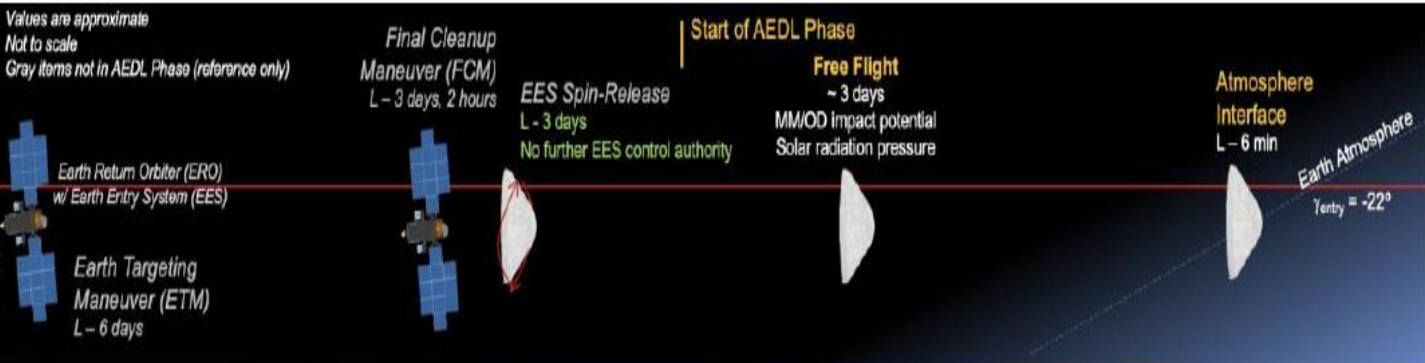 Values are approximate
Not to scale
Gray items not in AEDL Phase (reference only)
Earth Return Orbiter (ERO)
w/ Earth Entry System (EES)
Earth Targeting
Maneuver (ETM)
L – 6 days
Final Cleanup
Maneuver (FCM)
L – 3 days, 2 hours
EES Spin-Release
L - 3 days
No further EES control authority
Start of AEDL Phase
Free Flight
~ 3 days
MM/OD impact potential
Solar radiation pressure
Atmosphere
Interface
L – 6 min
Earth Atmosphere
γentry = -22º